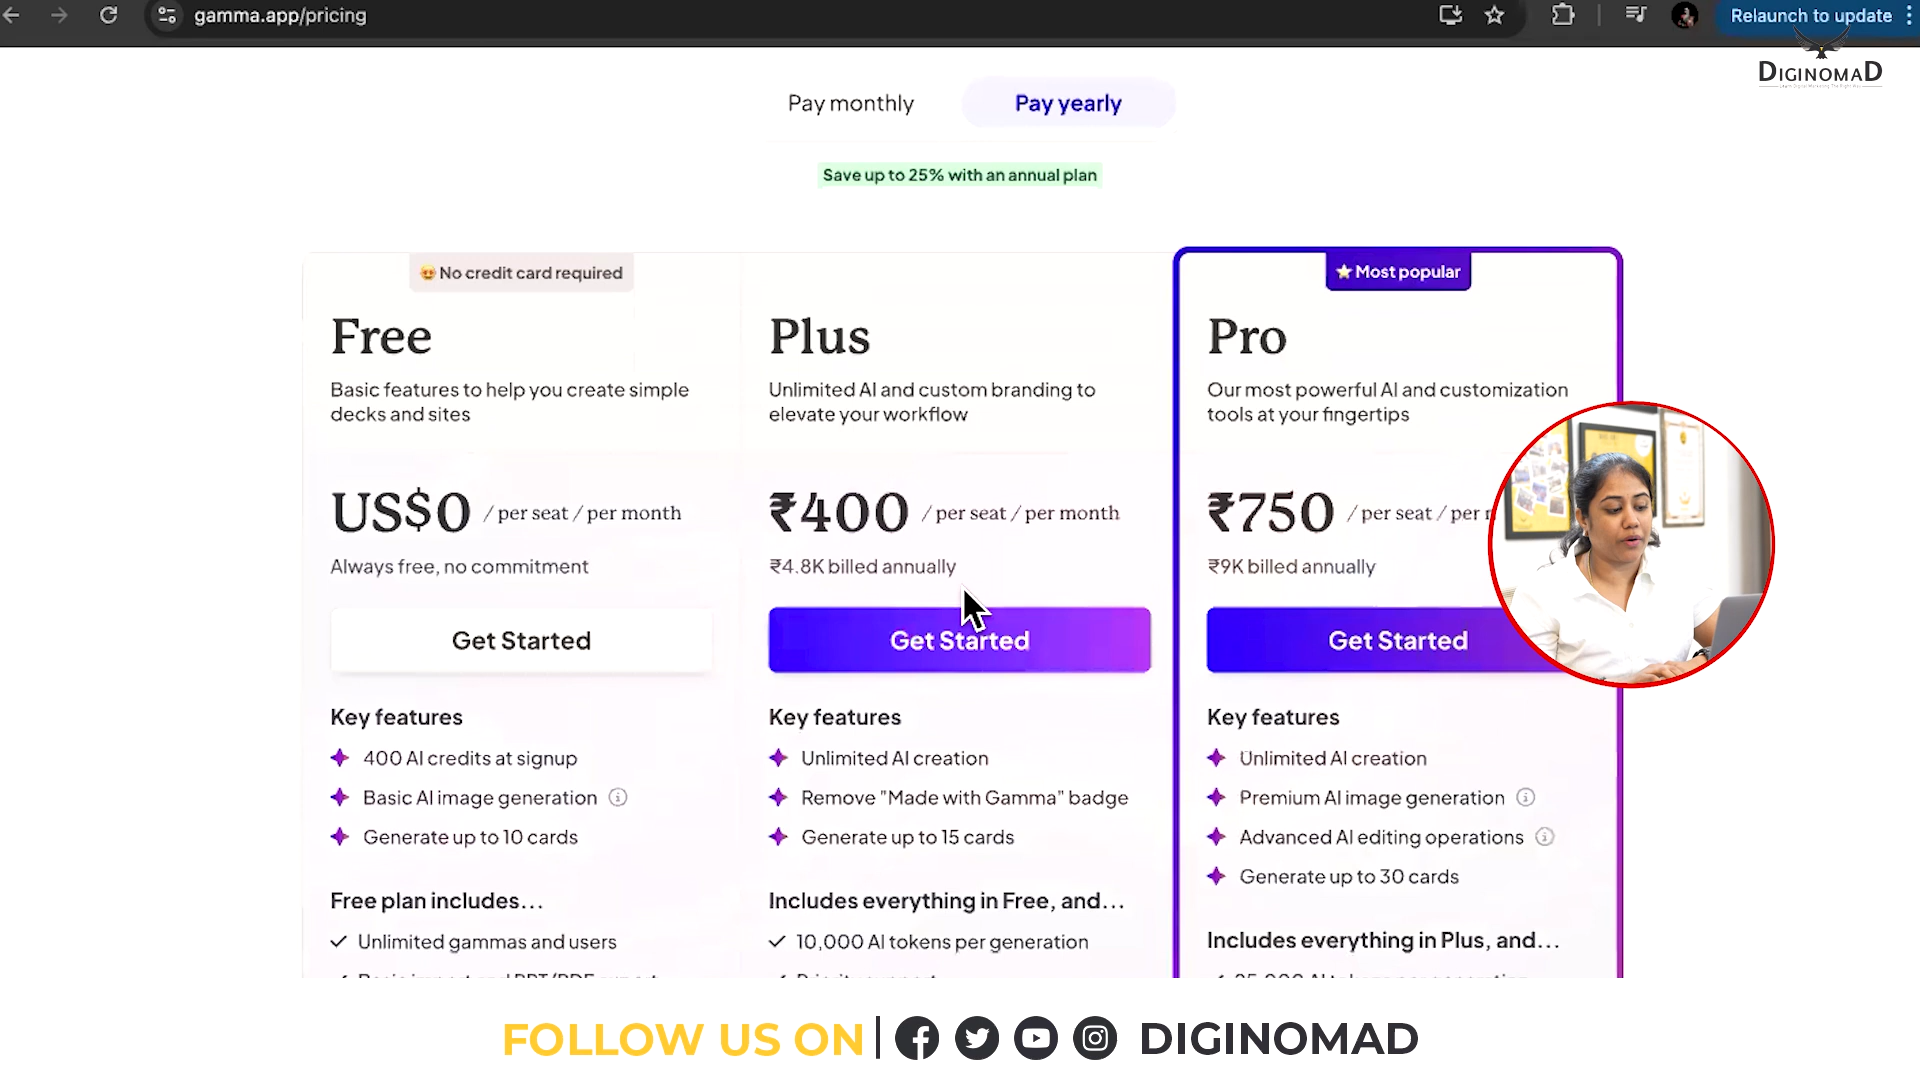 gamma.app/pricing
Relaunch to update
DIGINOMAD
Pay monthly
Pay yearly
Save up to 25% with an annual plan
No credit card required
Free
Basic features to help you create simple
decks and sites
US$0 / per seat / per month
Always free, no commitment
Get Started
Key features
400 AI credits at signup
Basic AI image generation
Generate up to 10 cards
Free plan includes...
Unlimited gammas and users
Plus
Unlimited AI and custom branding to
elevate your workflow
₹400 / per seat / per month
₹4.8K billed annually
Get Started
Key features
Unlimited AI creation
Remove "Made with Gamma" badge
Generate up to 15 cards
Includes everything in Free, and...
10,000 AI tokens per generation
Most popular
Pro
Our most powerful AI and customization
tools at your fingertips
₹750 / per seat / per
₹9K billed annually
Get Started
Key features
Unlimited AI creation
Premium AI image generation
Advanced AI editing operations
Generate up to 30 cards
Includes everything in Plus, and...
FOLLOW US ON | DIGINOMAD